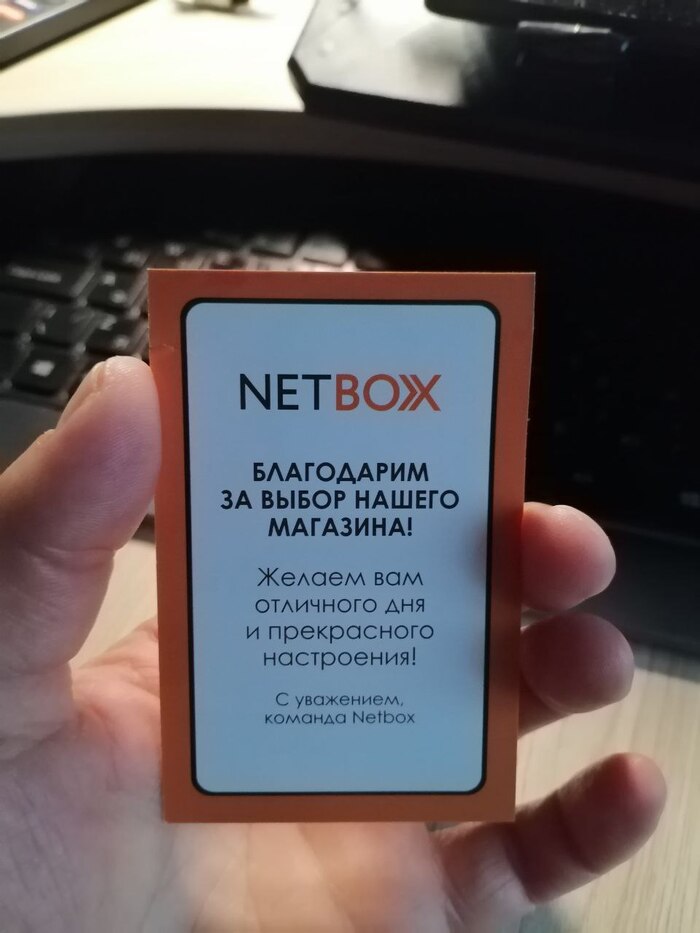 NETBOX
БЛАГОДАРИМ
ЗА ВЫБОР НАШЕГО
МАГАЗИНА!
Желаем вам
отличного дня
и прекрасного
настроения!
С уважением,
команда Netbox